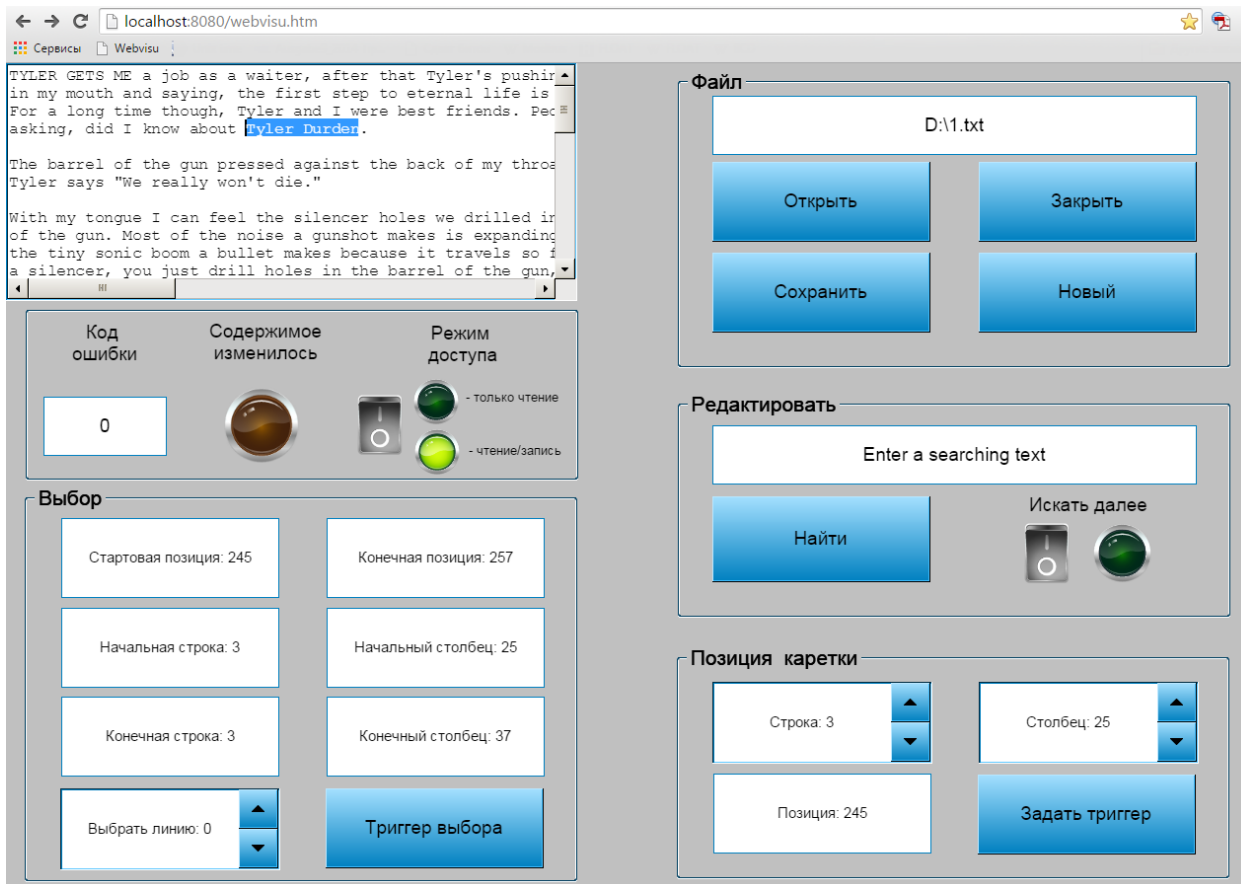 localhost:8080/webvisu.htm
Сервисы Webvisu
TYLER GETS ME a job as a waiter, after that Tyler's pushin
in my mouth and saying, the first step to eternal life is
For a long time though, Tyler and I were best friends. Peo
asking, did I know about Tyler Durden.
The barrel of the gun pressed against the back of my throa
Tyler says "We really won't die."
With my tongue I can feel the silencer holes we drilled in
of the gun. Most of the noise a gunshot makes is expanding
the tiny sonic boom a bullet makes because it travels so f
a silencer, you just drill holes in the barrel of the gun,
Код
ошибки
0
Содержимое
изменилось
Режим
доступа
- только чтение
- чтение/запись
Выбор
Стартовая позиция: 245
Конечная позиция: 257
Начальная строка: 3
Начальный столбец: 25
Конечная строка: 3
Конечный столбец: 37
Выбрать линию: 0
Триггер выбора
Файл
D:\1.txt
Открыть
Закрыть
Сохранить
Новый
Редактировать
Enter a searching text
Найти
Искать далее
Позиция каретки
Строка: 3
Столбец: 25
Позиция: 245
Задать триггер